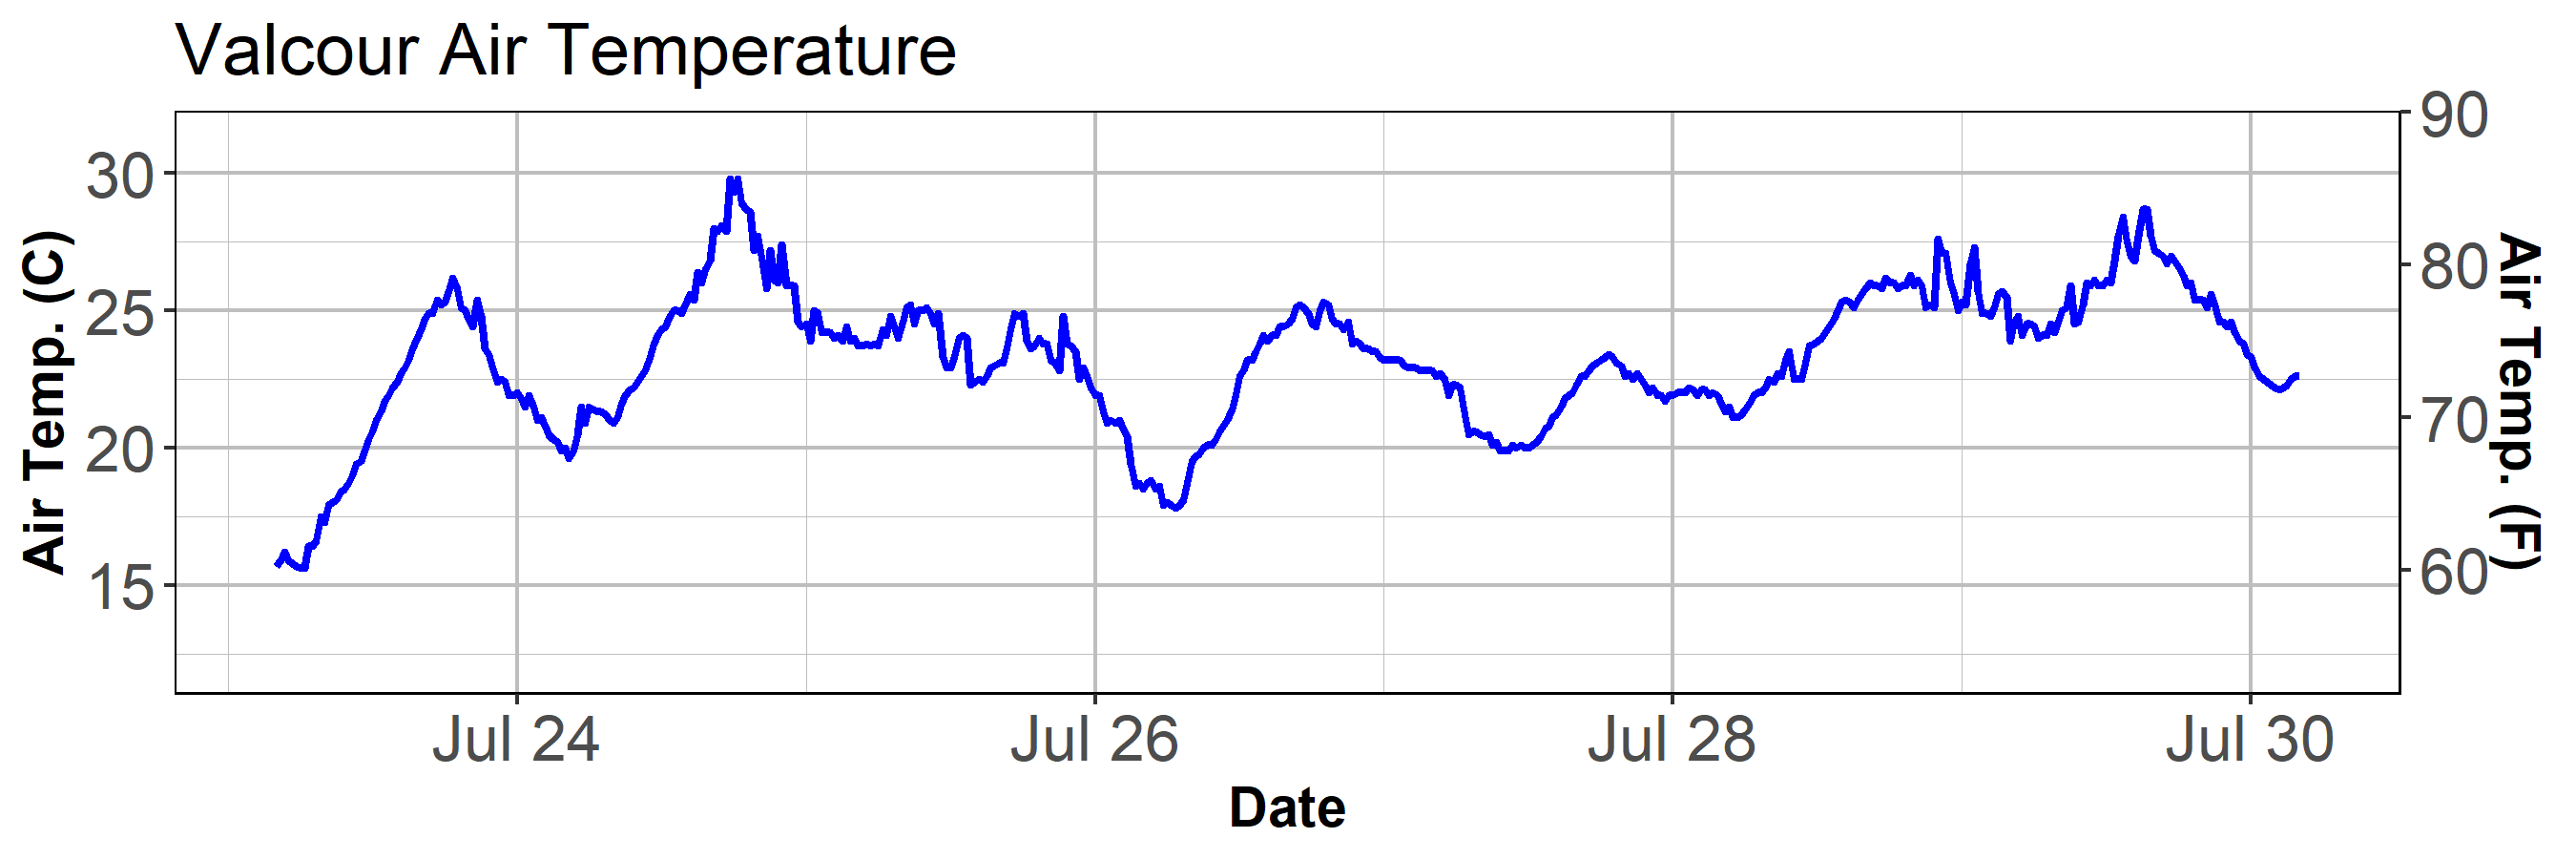 Valcour Air Temperature
Air Temp. (C)
30
25
20
15
90
80
70
60
Air Temp. (F)
Jul 24
Jul 26
Jul 28
Jul 30
Date